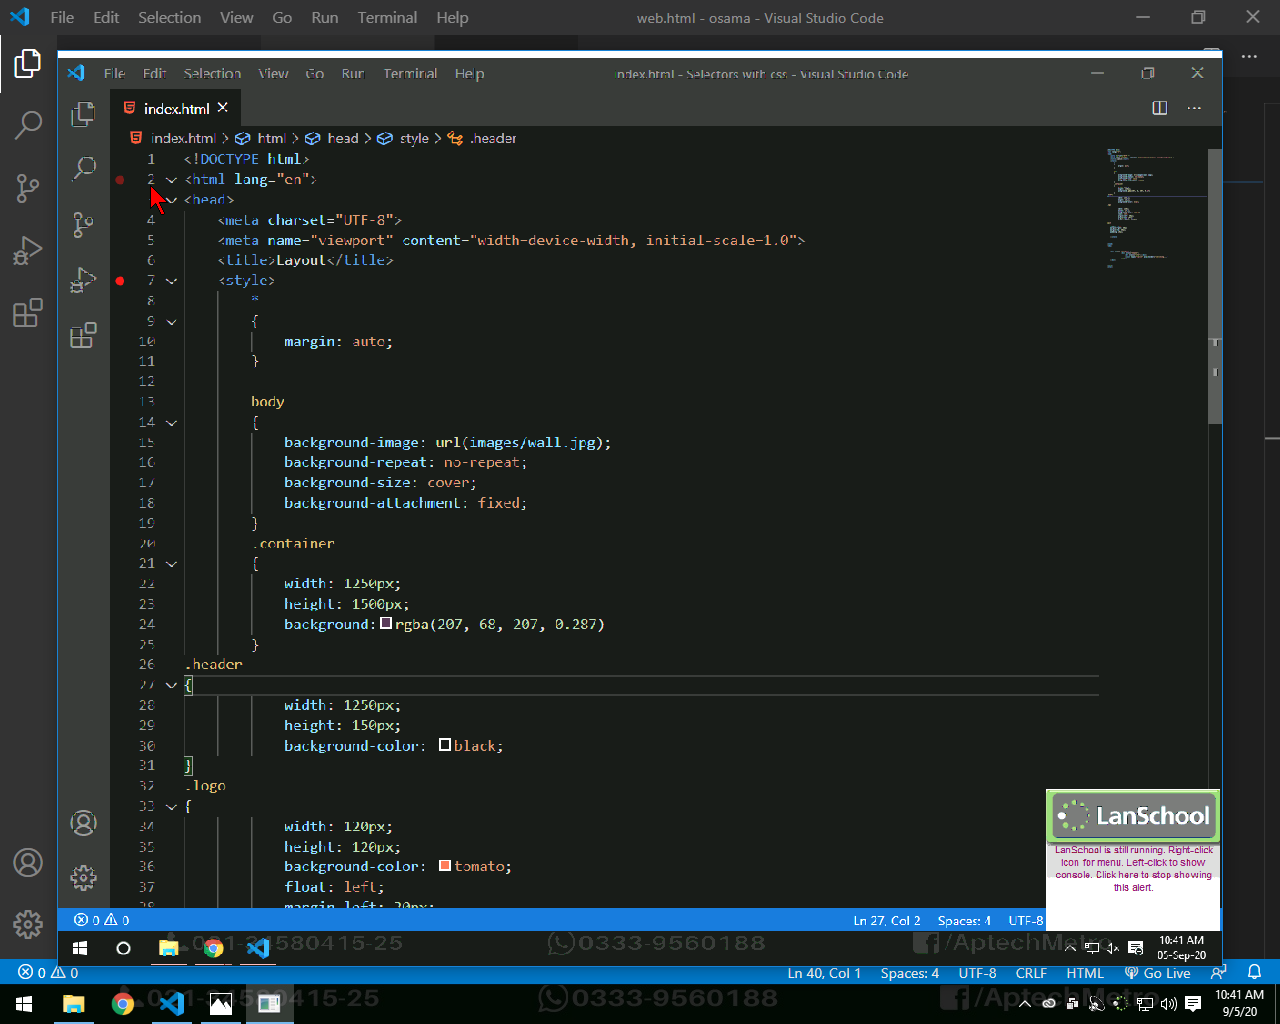 File Edit Selection View Go Run Terminal Help
web.html - osama - Visual Studio Code
File Edit Selection View Go Run Terminal Help
index.html - Selectors with css - Visual Studio Code
index.html
index.html > html > head > style > .header
1 <!DOCTYPE html>
2 <html lang="en">
<head>
4 <meta charset="UTF-8">
5 <meta name="viewport" content="width-device-width, initial-scale-1.0">
6 <title>Layout</title>
7 <style>
8 *
9 {
10 margin: auto;
11 }
12
13 body
14 {
15 background-image: url(images/wall.jpg);
16 background-repeat: no-repeat;
17 background-size: cover;
18 background-attachment: fixed;
19 }
20 .container
21 {
22 width: 1250px;
23 height: 1500px;
24 background: rgba(207, 68, 207, 0.287)
25 }
26 .header
27 {
28 width: 1250px;
29 height: 150px;
30 background-color: black;
31 }
32 .logo
33 {
34 width: 120px;
35 height: 120px;
36 background-color: tomato;
37 float: left;
38 margin-left: 20px;
LanSchool
LanSchool is still running. Right-click
icon for menu. Left-click to show
console. Click here to stop showing
this alert.
0 0 Ln 27, Col 2 Spaces: 4 UTF-8
0333-9560188 /AptechMetro
10:41 AM
05-Sep-20
0 0 Ln 40, Col 1 Spaces: 4 UTF-8 CRLF HTML Go Live
0333-9560188 /AptechMetro
10:41 AM
9/5/20